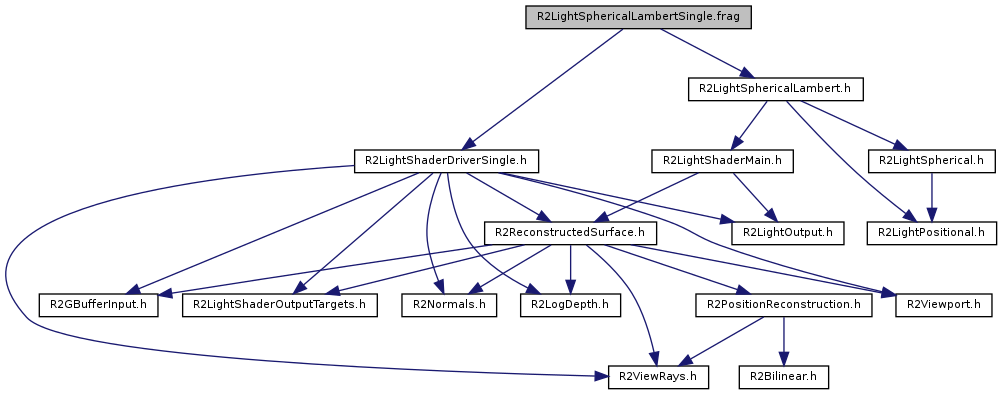 R2LightSphericalLambertSingle.frag
R2LightSphericalLambert.h
R2LightShaderDriverSingle.h
R2LightShaderMain.h
R2LightSpherical.h
R2ReconstructedSurface.h
R2LightOutput.h
R2LightPositional.h
R2GBufferInput.h
R2LightShaderOutputTargets.h
R2Normals.h
R2LogDepth.h
R2PositionReconstruction.h
R2Viewport.h
R2ViewRays.h
R2Bilinear.h